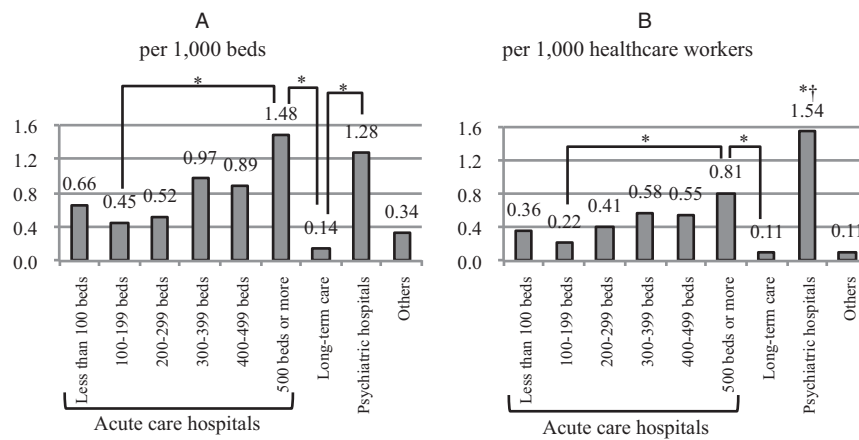 A
per 1,000 beds
* * *
1.48
1.28
0.97
0.89
0.66
0.45
0.52
0.14
0.34
1.6
1.2
0.8
0.4
0.0
Less than 100 beds
100-199 beds
200-299 beds
300-399 beds
400-499 beds
500 beds or more
Long-term care
Psychiatric hospitals
Others
Acute care hospitals
B
per 1,000 healthcare workers
*†
1.54
* *
0.81
0.36
0.22
0.41
0.58
0.55
0.11
0.11
1.6
1.2
0.8
0.4
0.0
Less than 100 beds
100-199 beds
200-299 beds
300-399 beds
400-499 beds
500 beds or more
Long-term care
Psychiatric hospitals
Others
Acute care hospitals